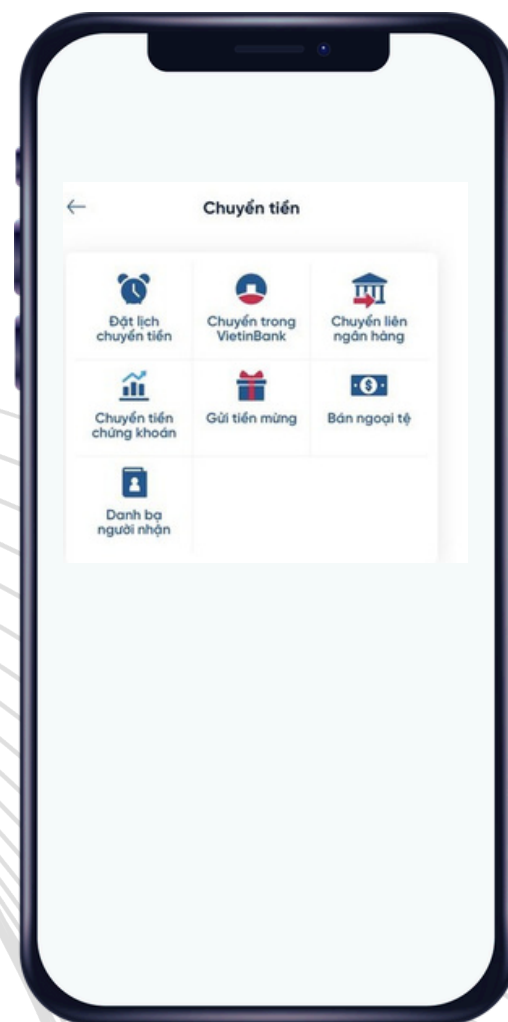 Chuyển tiền
Đặt lịch
chuyển tiền
Chuyển trong
VietinBank
Chuyển liên
ngân hàng
Chuyển tiền
chứng khoán
Gửi tiền mừng
Bán ngoại tệ
Danh bạ
người nhận